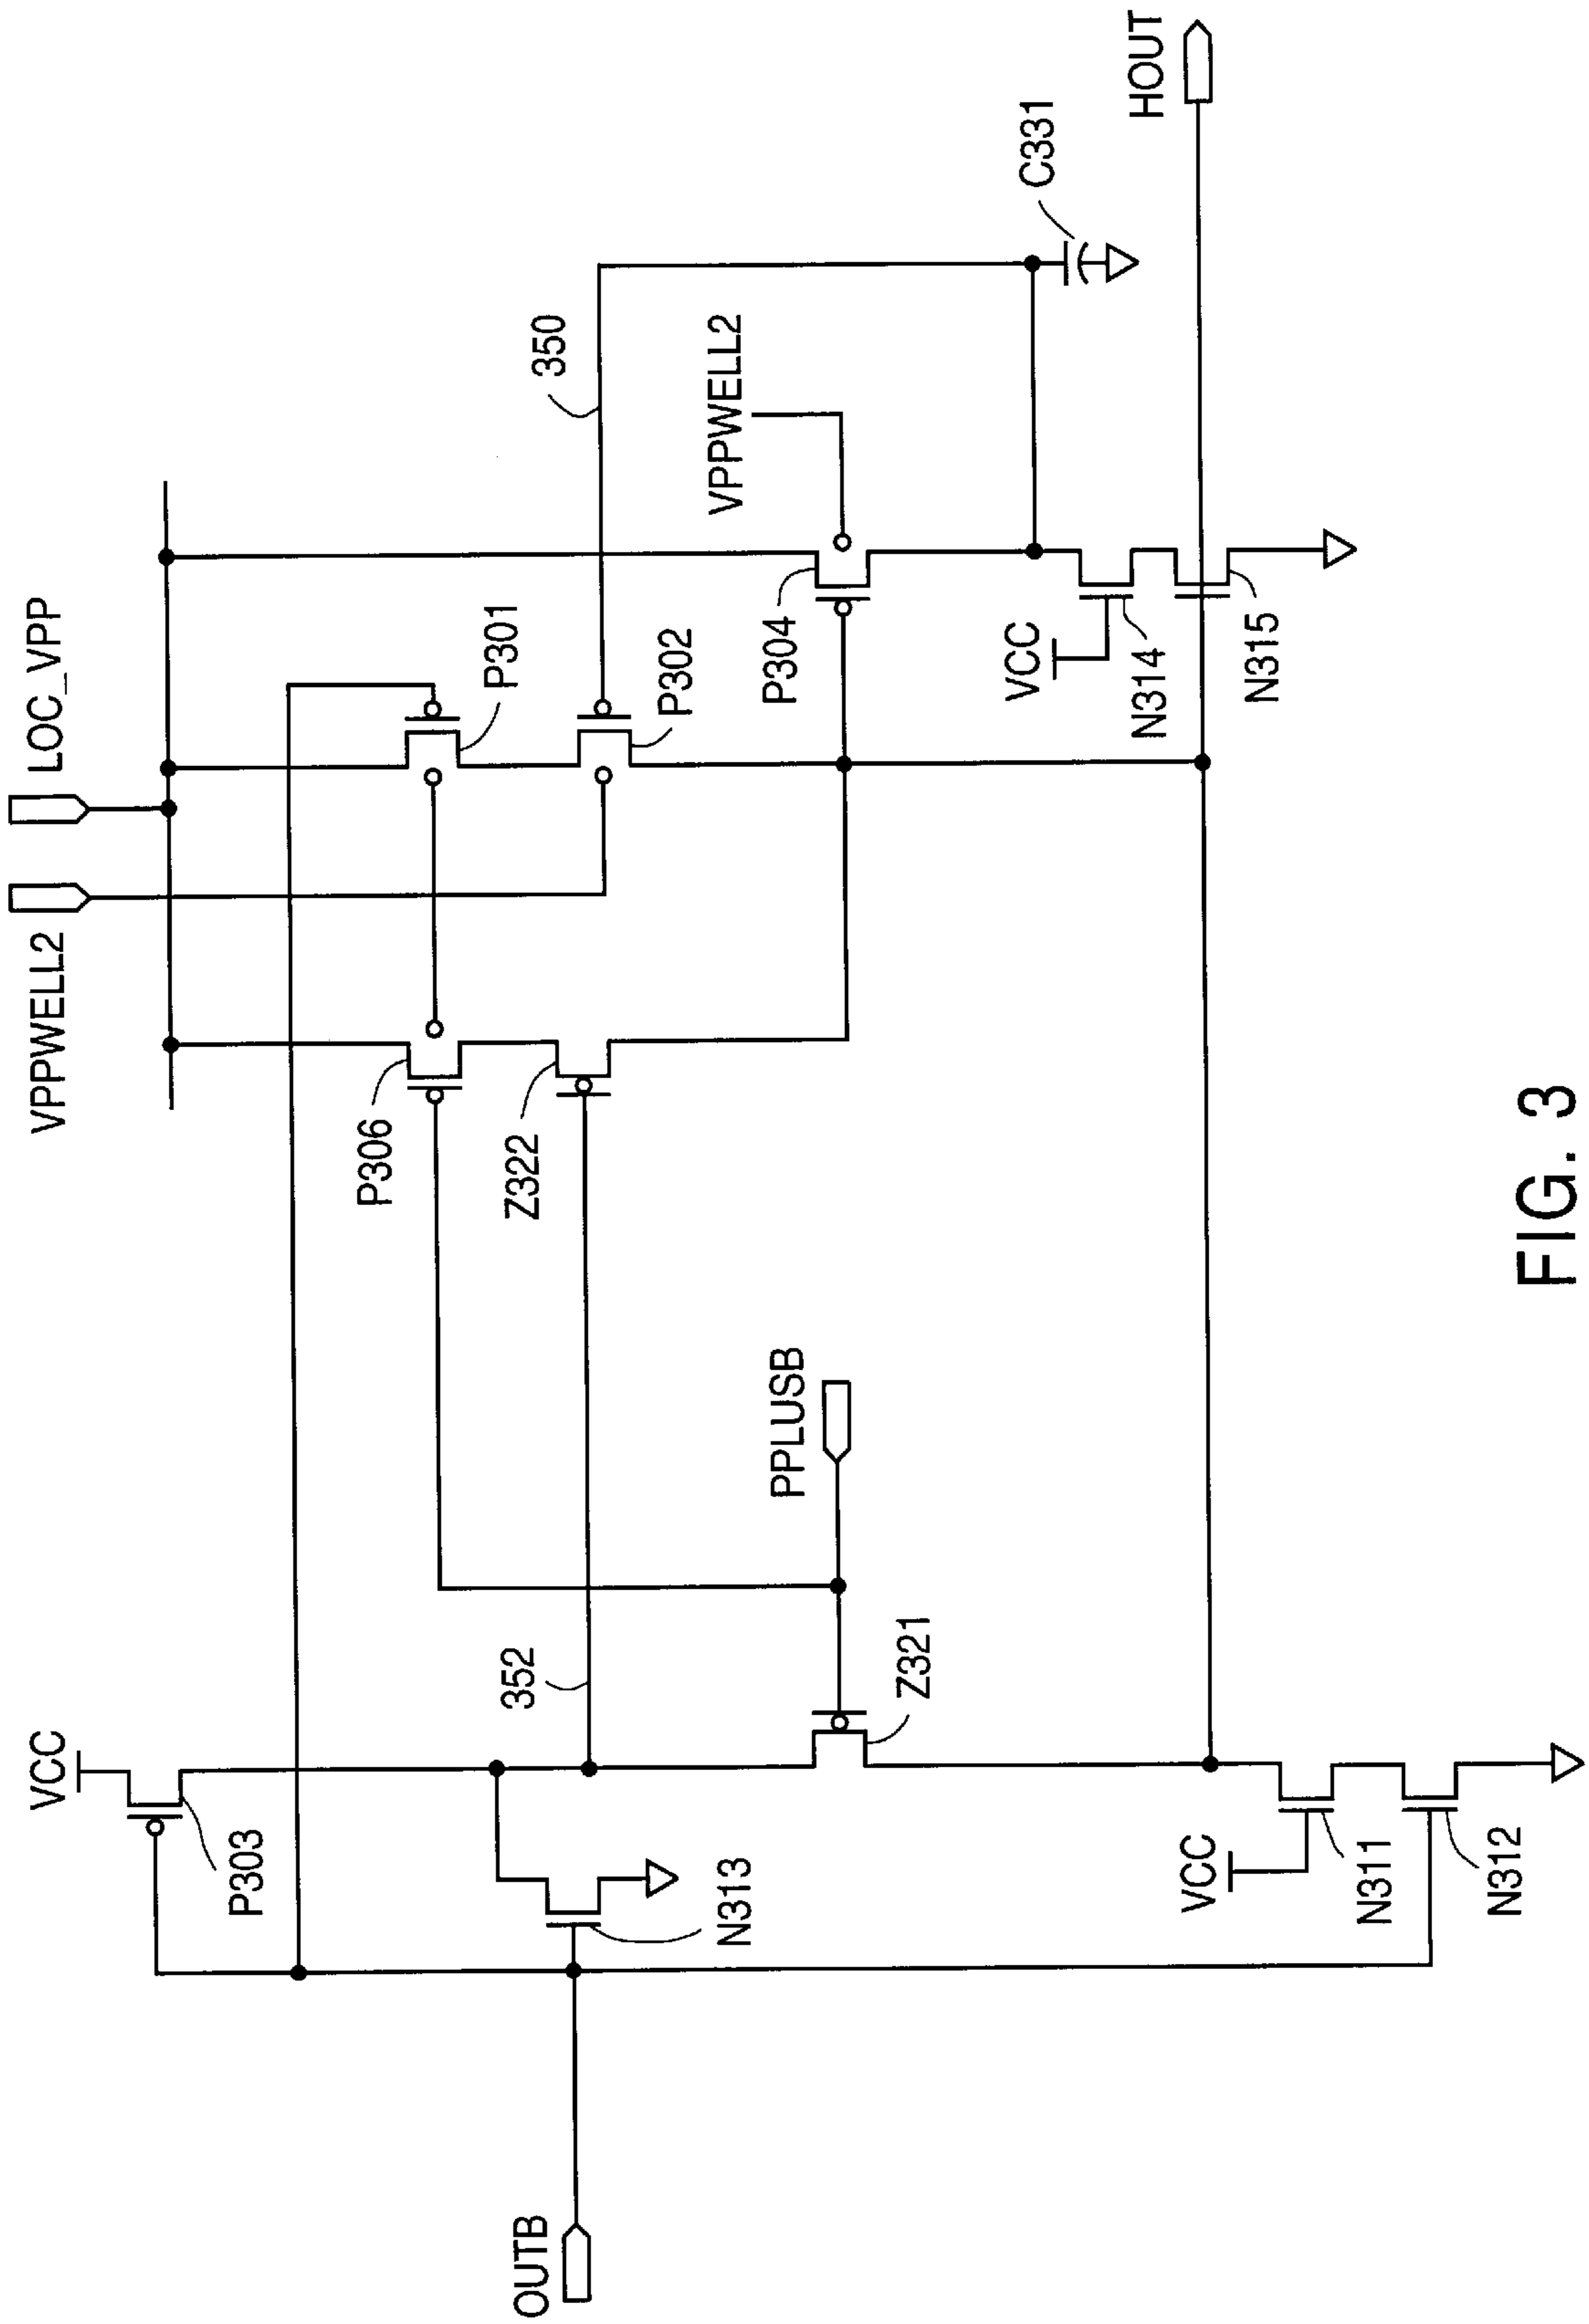 VPPWELL2
LOC_VPP
VCC
P303
P306
P301
350
Z322
P302
352
OUTB
N313
PPLUSB
VPPWELL2
P304
Z321
VCC
C331
N314
HOUT
VCC
N315
N311
N312
FIG. 3